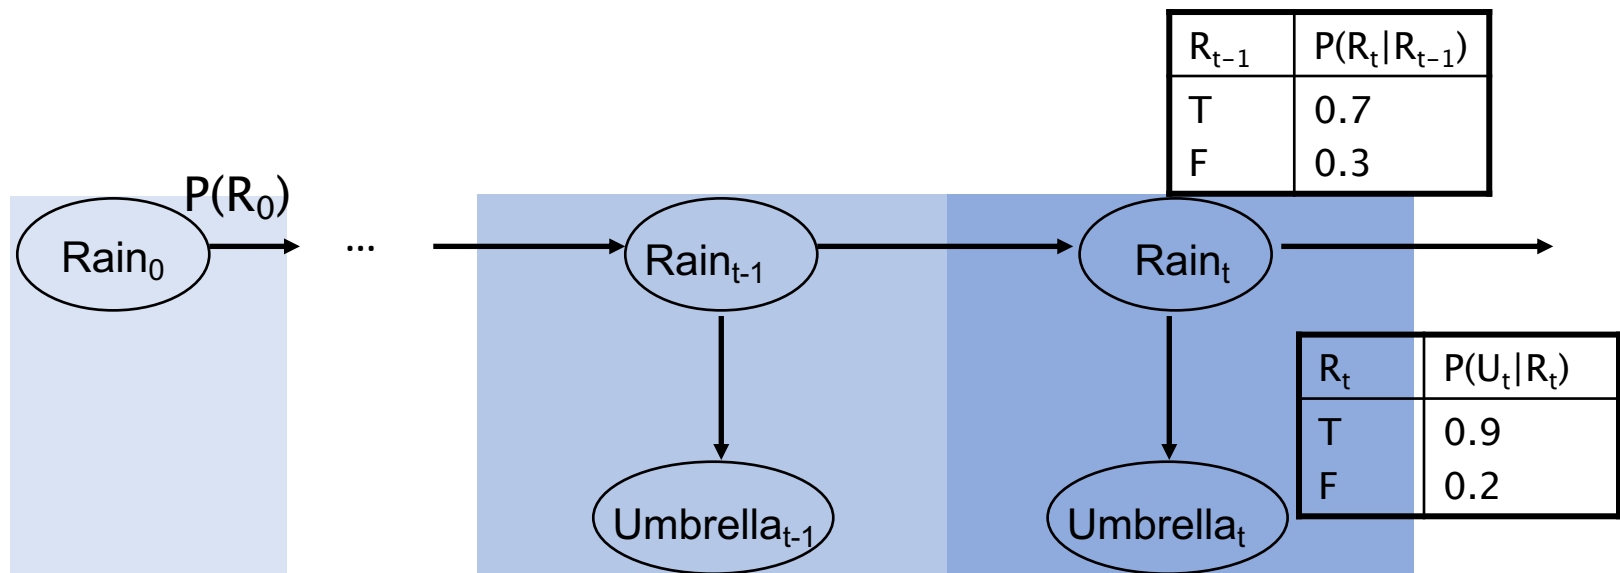 R_{t-1} P(R_t|R_{t-1})
T 0.7
F 0.3
P(R_0)
Rain_0
...
Rain_{t-1}
Rain_t
R_t P(U_t|R_t)
T 0.9
F 0.2
Umbrella_{t-1}
Umbrella_t